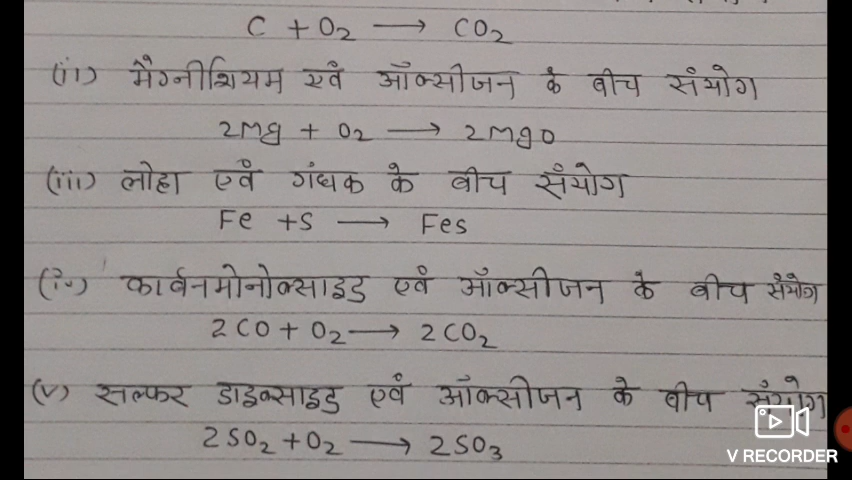 C + O₂ → CO₂
(ii) मैग्नीशियम एवं ऑक्सीजन के बीच संयोग
2Mg + O₂ → 2MgO
(iii) लोहा एवं गंधक के बीच संयोग
Fe + S → FeS
(iv) कार्बनमोनोक्साइड एवं ऑक्सीजन के बीच संयोग
2CO + O₂ → 2CO₂
(v) सल्फर डाइक्साइड एवं ऑक्सीजन के बीच संयोग
2SO₂ + O₂ → 2SO₃
V RECORDER